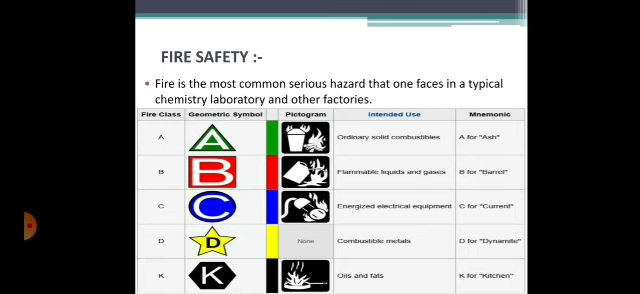 FIRE SAFETY :-
• Fire is the most common serious hazard that one faces in a typical
chemistry laboratory and other factories.
Fire Class Geometric Symbol Pictogram Intended Use Mnemonic
A A Ordinary solid combustibles A for "Ash"
B B Flammable liquids and gases B for "Barrel"
C C Energized electrical equipment C for "Current"
D D None Combustible metals D for "Dynamite"
K K Oils and fats K for "Kitchen"